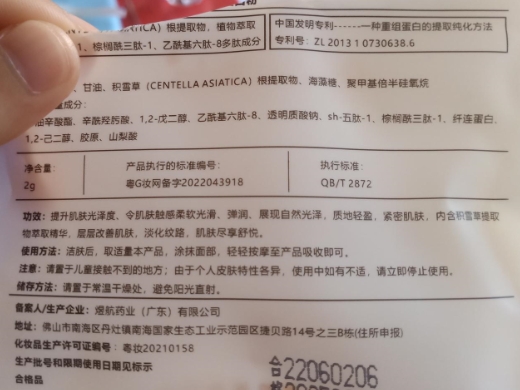 ATICA）根提取物，植物萃取
-1，棕榈酰三肽-1、乙酰基六肽-8多肽成分
中国发明专利------一种重组蛋白的提取纯化方法
专利号：ZL 2013 1 0730638.6
、甘油、积雪草（CENTELLA ASIATICA）根提取物，海藻糖、聚甲基倍半硅氧烷
成分：
辛酸酯、辛酰羟肟酸、1,2-戊二醇、乙酰基六肽-8、透明质酸钠、sh-五肽-1、棕榈酰三肽-1、纤连蛋白、
1,2-己二醇、胶原、山梨酸
净含量：
2g
产品执行的标准编号：
粤G妆网备字2022043918
执行标准：
QB/T 2872
功效：提升肌肤光泽度、令肌肤触感柔软光滑、弹润、展现自然光泽，质地轻盈，紧密肌肤，内含积雪草提取
物萃取精华，层层改善肌肤，淡化纹路，肌肤尽享舒悦。
使用方法：洁肤后，取适量本产品，涂抹面部，轻轻按摩至产品吸收即可。
注意：请置于儿童接触不到的地方；由于个人皮肤特性各异，使用中如有不适，请立即停止使用。
储存方法：请置于常温干燥处，避免阳光直射。
备案人/生产企业：煜航药业（广东）有限公司
地址：佛山市南海区丹灶镇南海国家生态工业示范园区捷贝路14号之三B栋(住所申报)
化妆品生产许可证编号：粤妆20210158
生产批号和限期使用日期见标示
合格品
合22060206